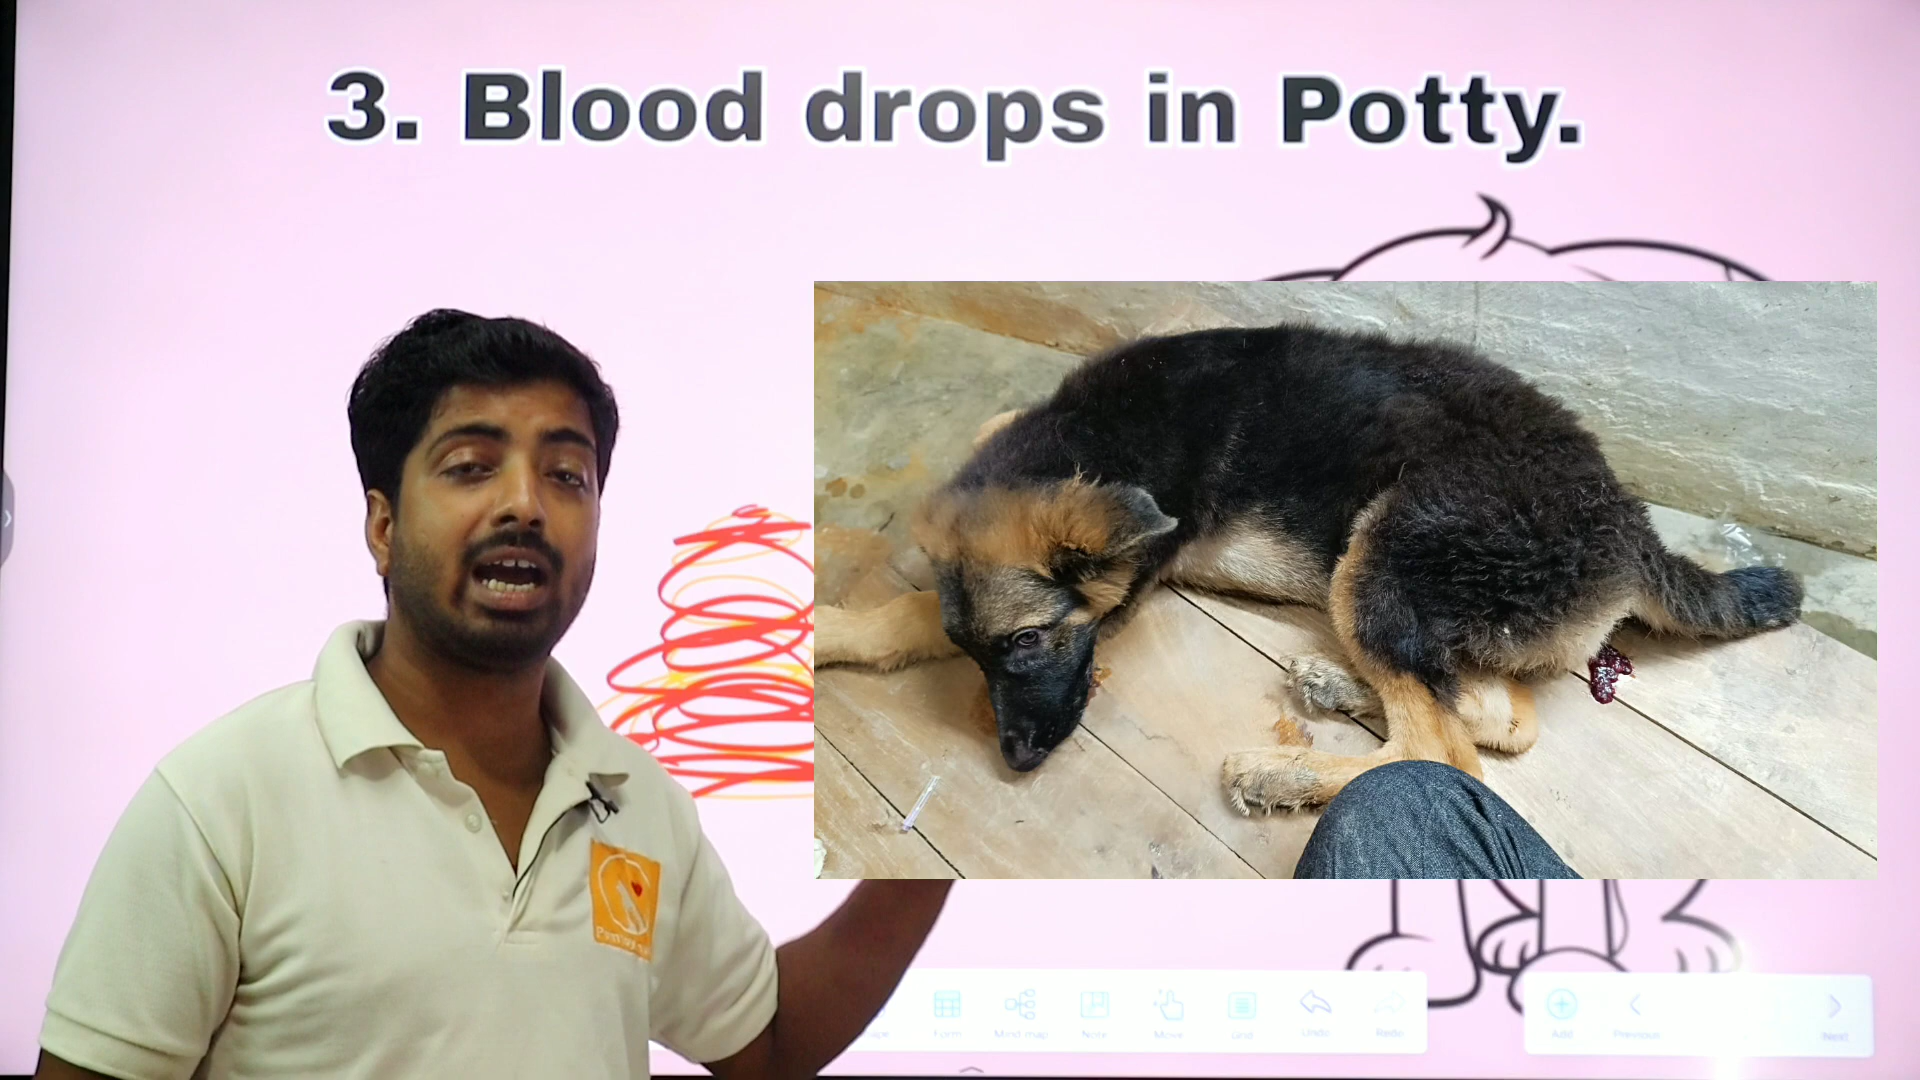 3. Blood drops in Potty.
Form Mind map Note Move Grid Undo Redo Add Previous Next